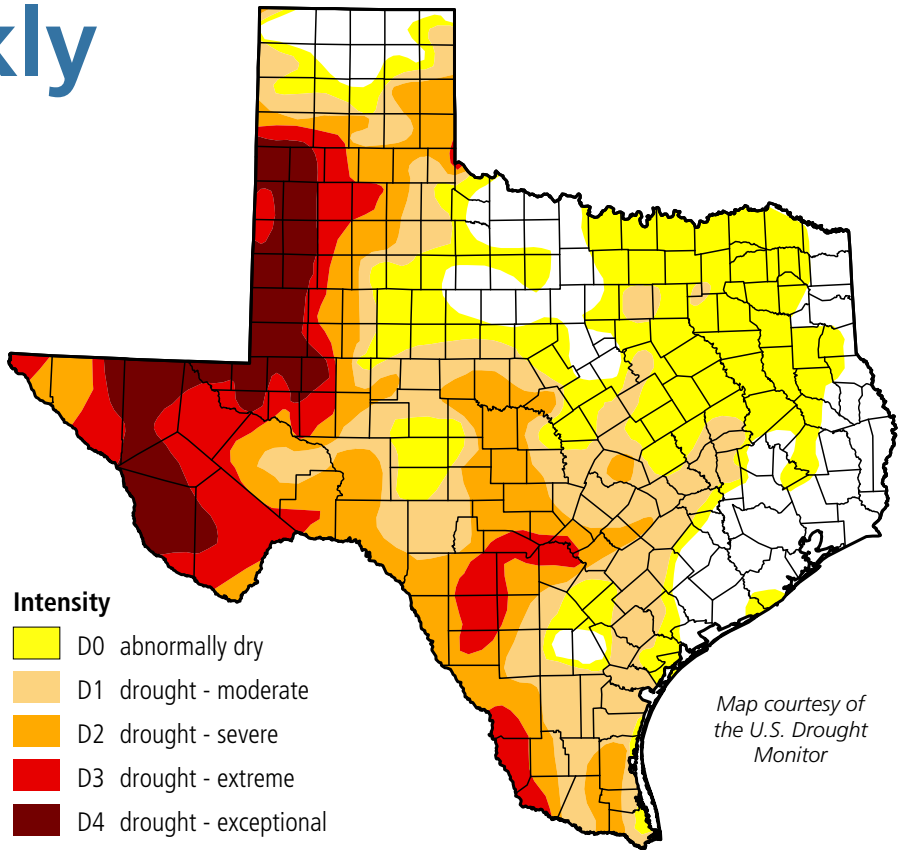 kly
Intensity
D0 abnormally dry
D1 drought - moderate
D2 drought - severe
D3 drought - extreme
D4 drought - exceptional
Map courtesy of
the U.S. Drought
Monitor